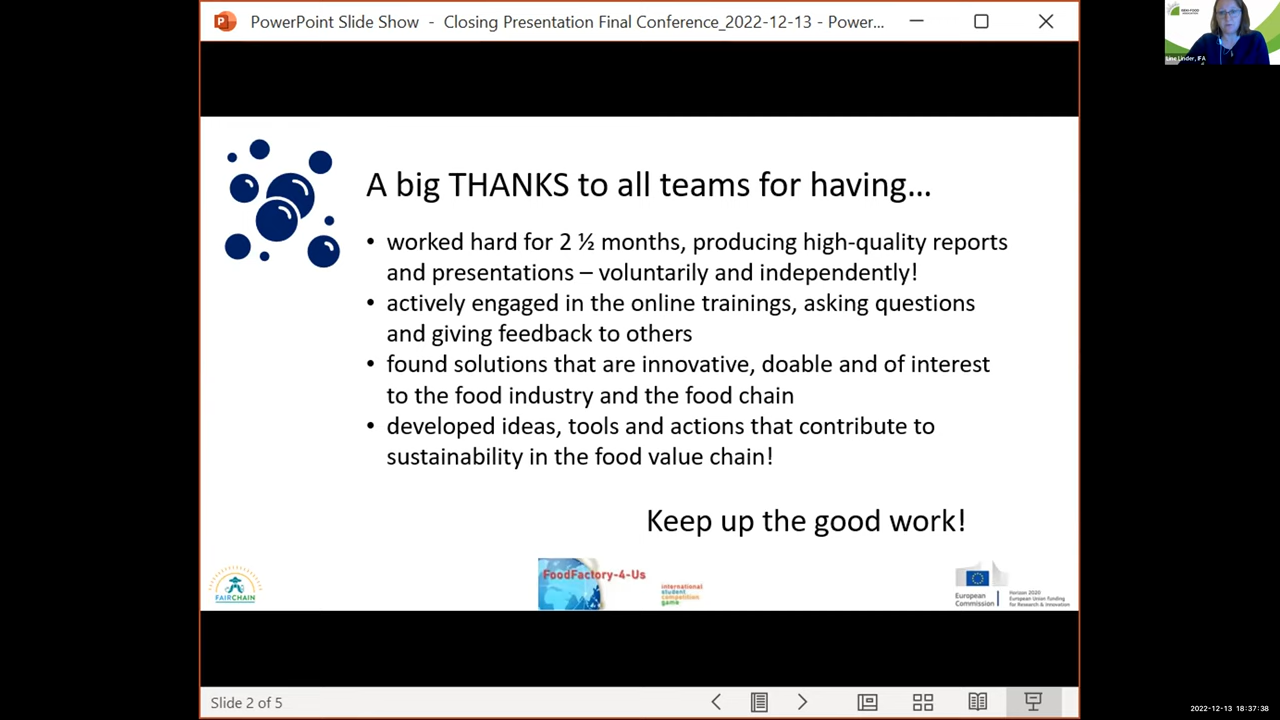 PowerPoint Slide Show - Closing Presentation Final Conference_2022-12-13 - Power...
Line Linder, IFA
A big THANKS to all teams for having...
• worked hard for 2 ½ months, producing high-quality reports
and presentations – voluntarily and independently!
• actively engaged in the online trainings, asking questions
and giving feedback to others
• found solutions that are innovative, doable and of interest
to the food industry and the food chain
• developed ideas, tools and actions that contribute to
sustainability in the food value chain!
Keep up the good work!
FAIRCHAIN
FoodFactory-4-Us
international
student
competition
game
European
Commission
Horizon 2020
European Union funding
for Research & Innovation
Slide 2 of 5
2022-12-13 18:37:38